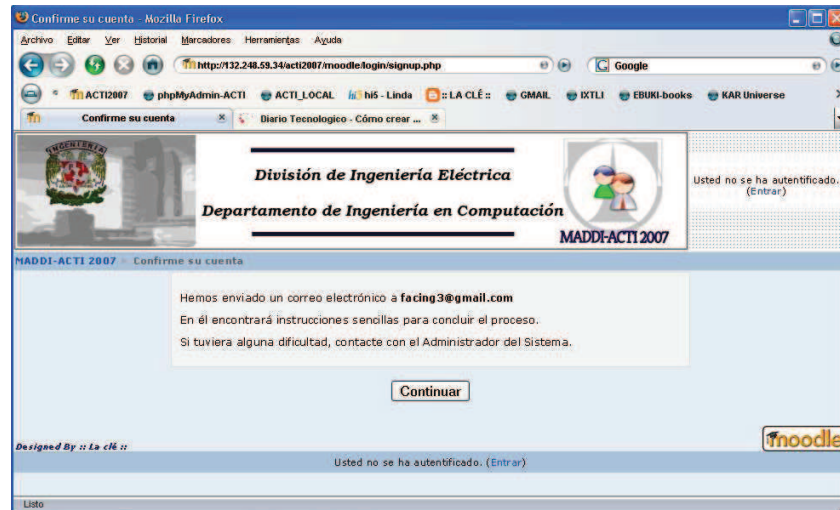 Confirme su cuenta - Mozilla Firefox
Archivo Editar Ver Historial Marcadores Herramientas Ayuda
http://132.248.59.34/acti2007/moodle/login/signup.php
G Google
ACTI2007 phpMyAdmin-ACTI ACTI_LOCAL hi5 - Linda :: LA CLÉ :: GMAIL IXTLI EBUKI-books KAR Universe
Confirme su cuenta Diario Tecnologico - Cómo crear ...
INGENIERIA
División de Ingeniería Eléctrica
Departamento de Ingeniería en Computación
MADDI-ACTI 2007
Usted no se ha autentificado.
(Entrar)
MADDI-ACTI 2007 » Confirme su cuenta
Hemos enviado un correo electrónico a facing3@gmail.com
En él encontrará instrucciones sencillas para concluir el proceso.
Si tuviera alguna dificultad, contacte con el Administrador del Sistema.
Continuar
Designed By :: La clé ::
moodle
Usted no se ha autentificado. (Entrar)
Listo